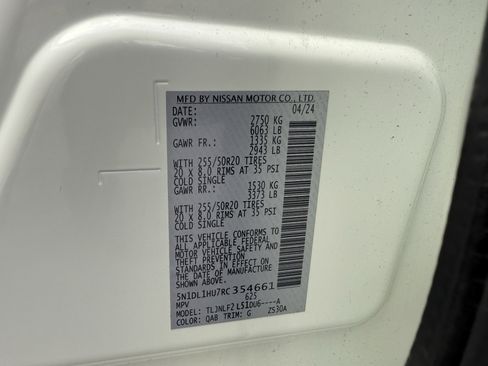 MFD BY NISSAN MOTOR CO., LTD.
DATE: 04/24
GVWR: 2750 KG
6063 LB
GAWR FR.: 1335 KG
2943 LB
WITH 255/50R20 TIRES
20 X 8.0 RIMS AT 35 PSI
COLD SINGLE
GAWR RR.: 1530 KG
3373 LB
WITH 255/50R20 TIRES
20 X 8.0 RIMS AT 35 PSI
COLD SINGLE
THIS VEHICLE CONFORMS TO
ALL APPLICABLE FEDERAL
MOTOR VEHICLE SAFETY AND
THEFT PREVENTION
STANDARDS IN EFFECT ON
THE DATE OF MANUFACTURE
SHOWN ABOVE.
5N1DL1HU7RC354661
MPV 625
MODEL: TLJNLF2L51DU6----A
COLOR: QAB TRIM: G ZS30A